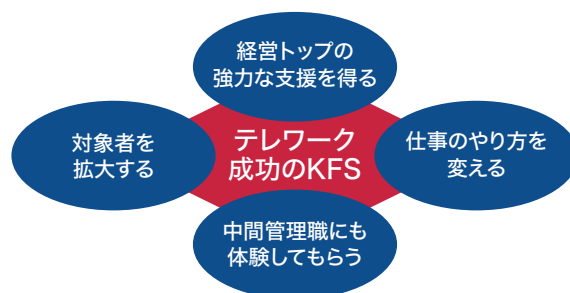 経営トップの
強力な支援を得る
対象者を
拡大する
テレワーク
成功のKFS
仕事のやり方を
変える
中間管理職にも
体験してもらう